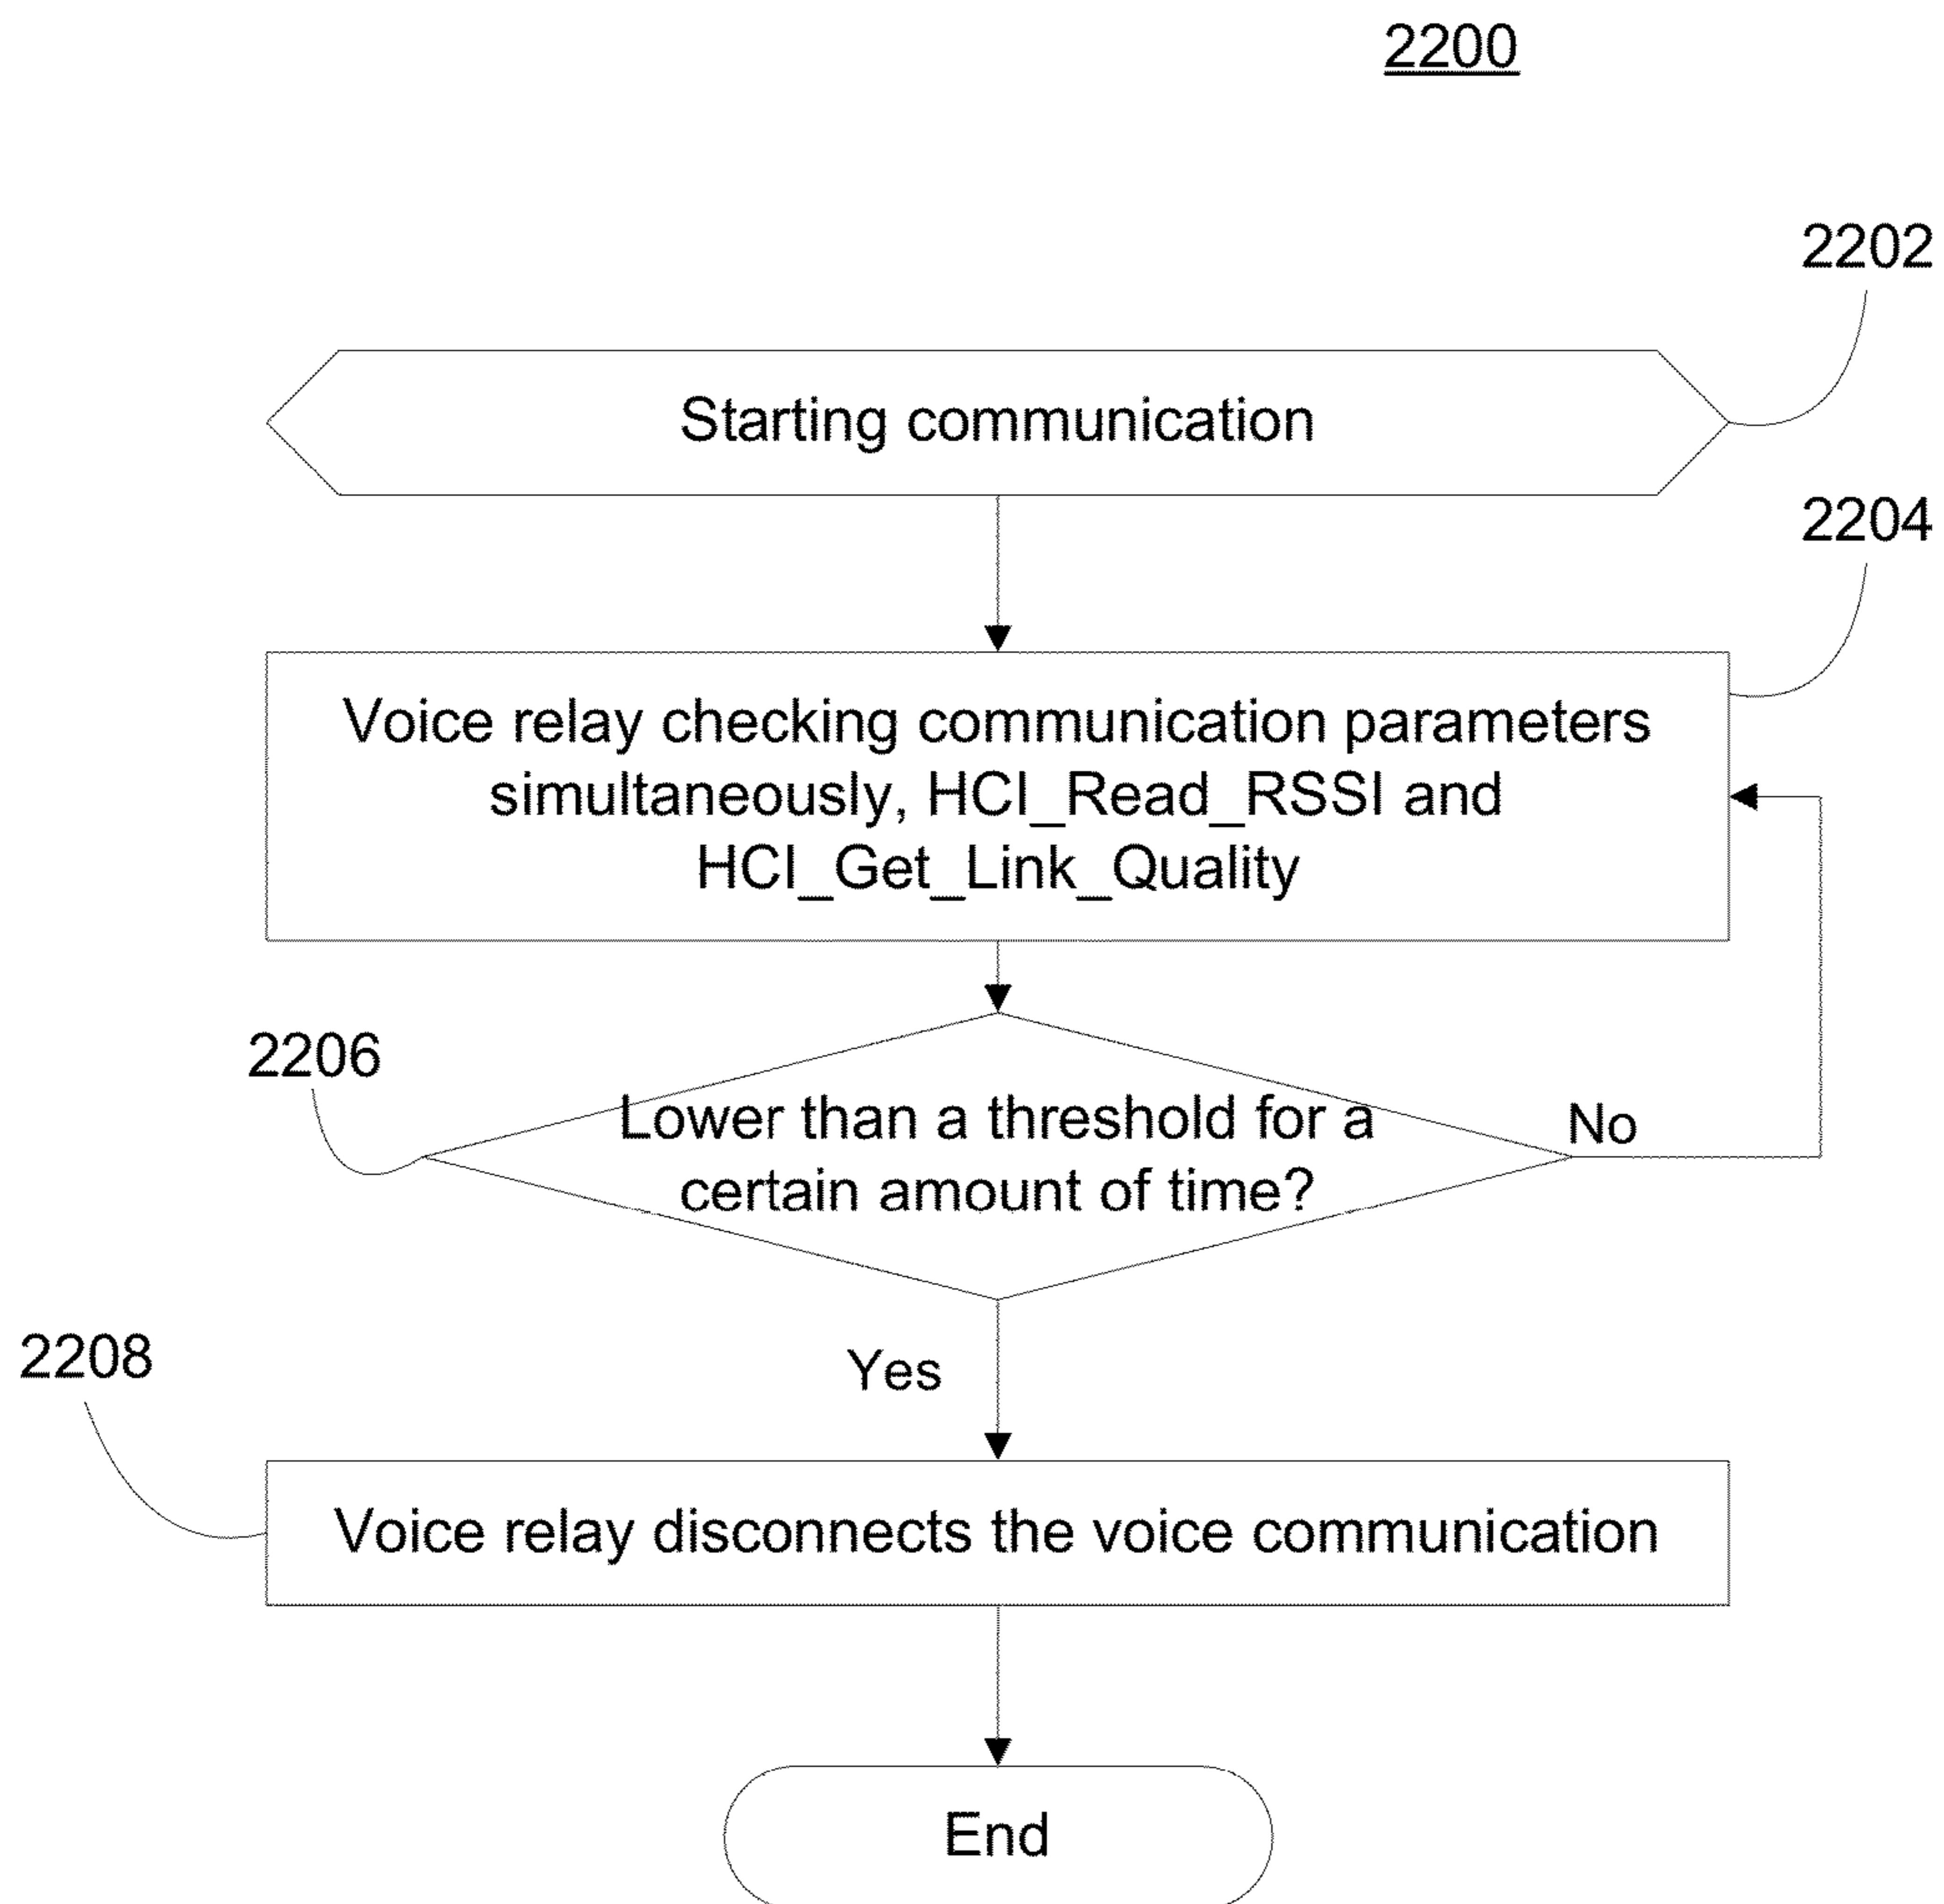 2200
2202
Starting communication
2204
Voice relay checking communication parameters
simultaneously, HCI_Read_RSSI and
HCI_Get_Link_Quality
2206
Lower than a threshold for a
certain amount of time?
No
2208
Yes
Voice relay disconnects the voice communication
End